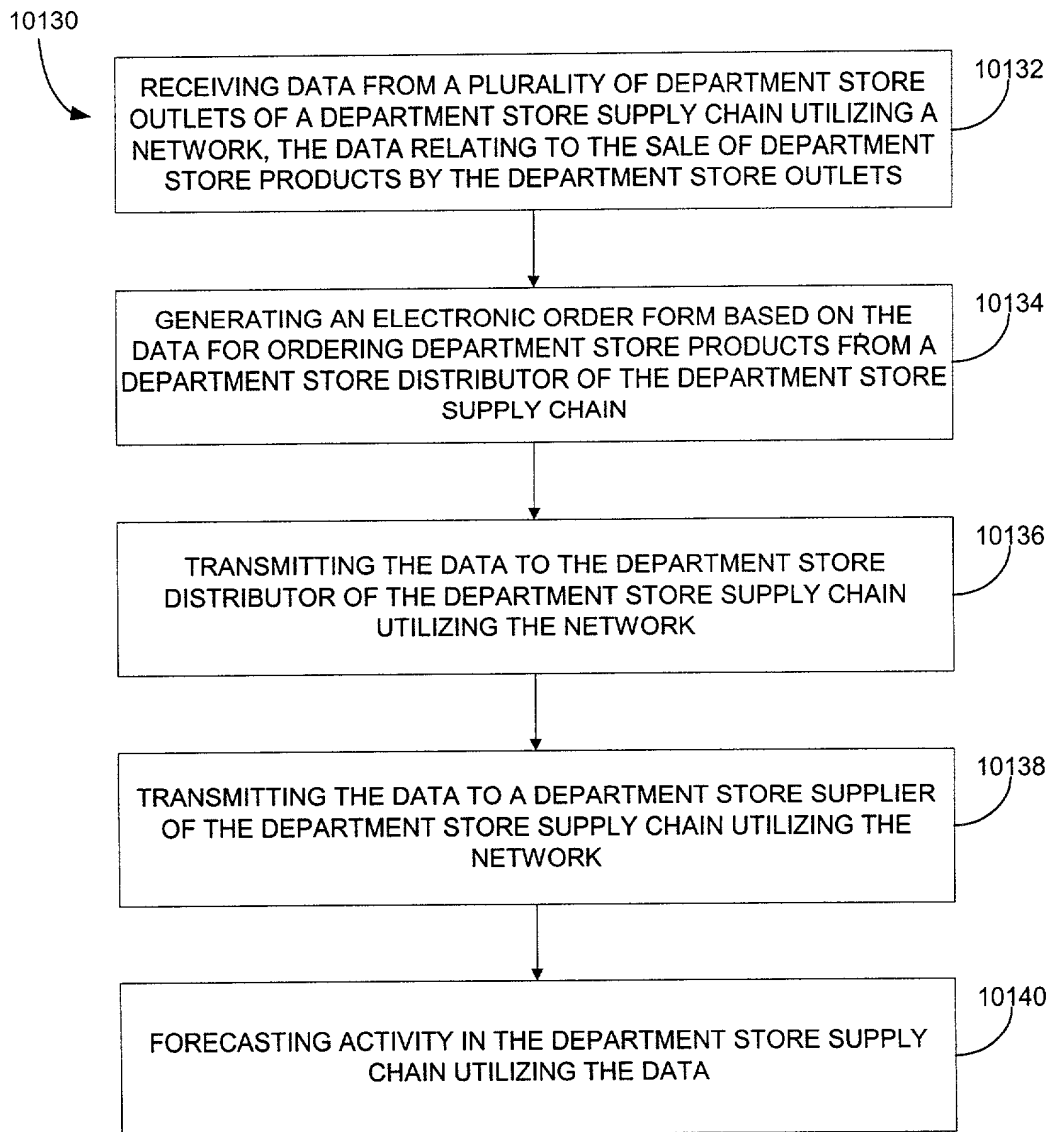 10130
RECEIVING DATA FROM A PLURALITY OF DEPARTMENT STORE
OUTLETS OF A DEPARTMENT STORE SUPPLY CHAIN UTILIZING A
NETWORK, THE DATA RELATING TO THE SALE OF DEPARTMENT
STORE PRODUCTS BY THE DEPARTMENT STORE OUTLETS
10132
GENERATING AN ELECTRONIC ORDER FORM BASED ON THE
DATA FOR ORDERING DEPARTMENT STORE PRODUCTS FROM A
DEPARTMENT STORE DISTRIBUTOR OF THE DEPARTMENT STORE
SUPPLY CHAIN
10134
TRANSMITTING THE DATA TO THE DEPARTMENT STORE
DISTRIBUTOR OF THE DEPARTMENT STORE SUPPLY CHAIN
UTILIZING THE NETWORK
10136
TRANSMITTING THE DATA TO A DEPARTMENT STORE SUPPLIER
OF THE DEPARTMENT STORE SUPPLY CHAIN UTILIZING THE
NETWORK
10138
FORECASTING ACTIVITY IN THE DEPARTMENT STORE SUPPLY
CHAIN UTILIZING THE DATA
10140